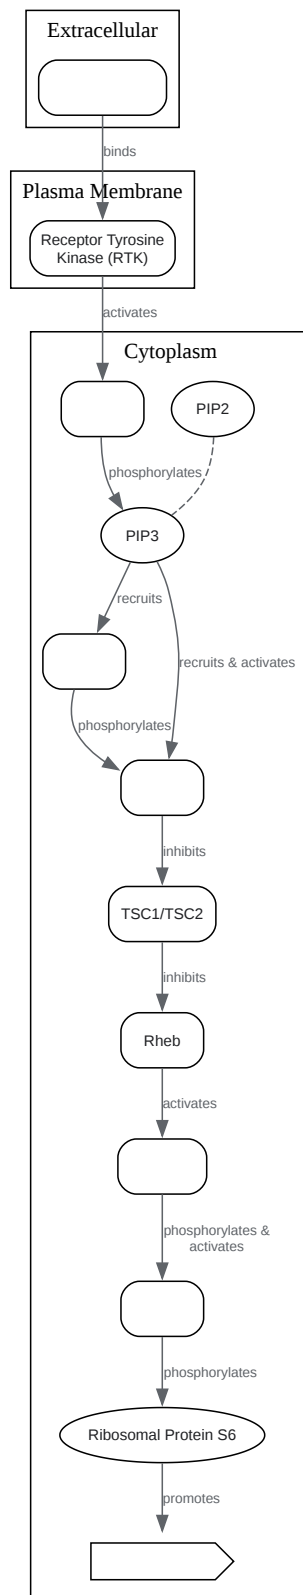 Extracellular
binds
Plasma Membrane
Receptor Tyrosine
Kinase (RTK)
activates
Cytoplasm
PIP2
phosphorylates
PIP3
recruits
recruits & activates
phosphorylates
inhibits
TSC1/TSC2
inhibits
Rheb
activates
phosphorylates &
activates
phosphorylates
Ribosomal Protein S6
promotes